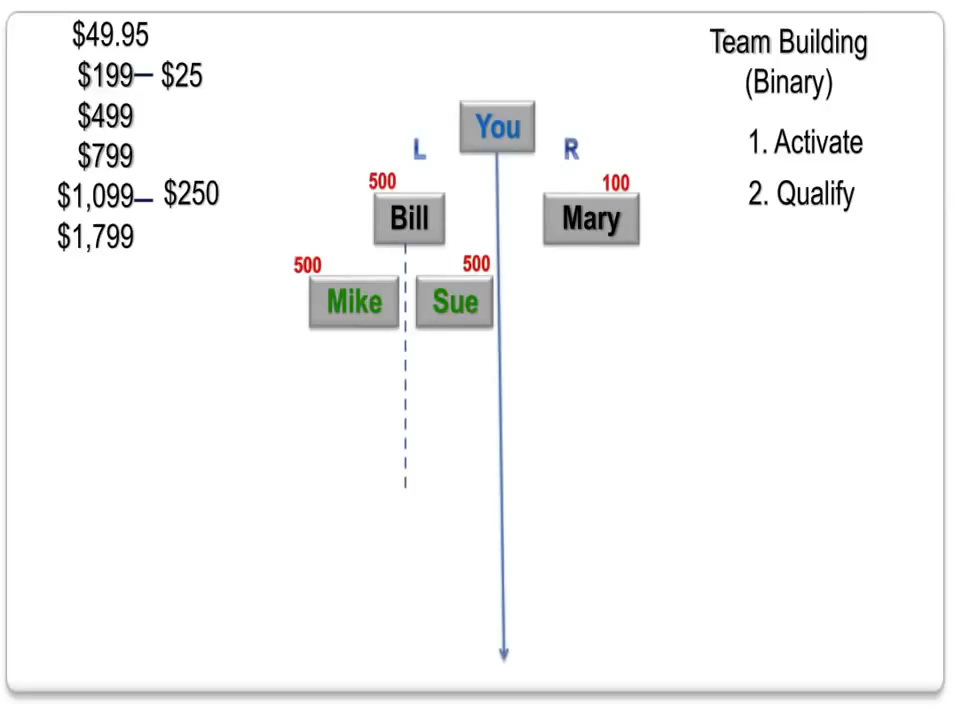 $49.95
$199– $25
$499
$799
$1,099– $250
$1,799
Team Building
(Binary)
1. Activate
2. Qualify
You
L
R
500
100
Bill
Mary
500
500
Mike
Sue